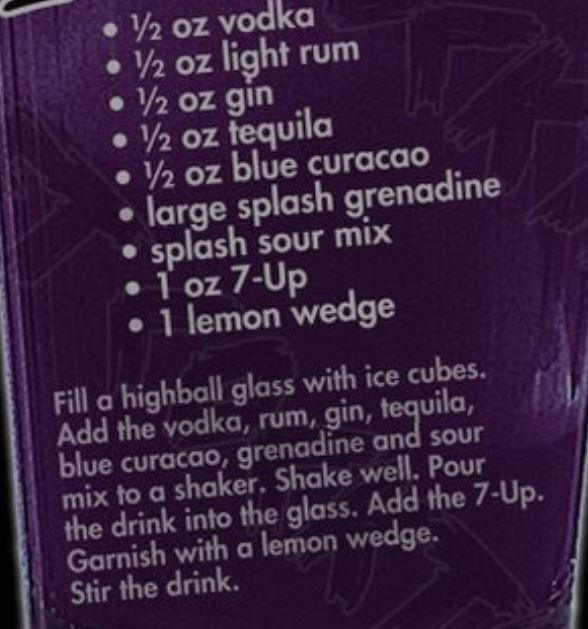 • ½ oz vodka
• ½ oz light rum
• ½ oz gin
• ½ oz tequila
• ½ oz blue curacao
• large splash grenadine
• splash sour mix
• 1 oz 7-Up
• 1 lemon wedge
Fill a highball glass with ice cubes.
Add the vodka, rum, gin, tequila,
blue curacao, grenadine and sour
mix to a shaker. Shake well. Pour
the drink into the glass. Add the 7-Up.
Garnish with a lemon wedge.
Stir the drink.